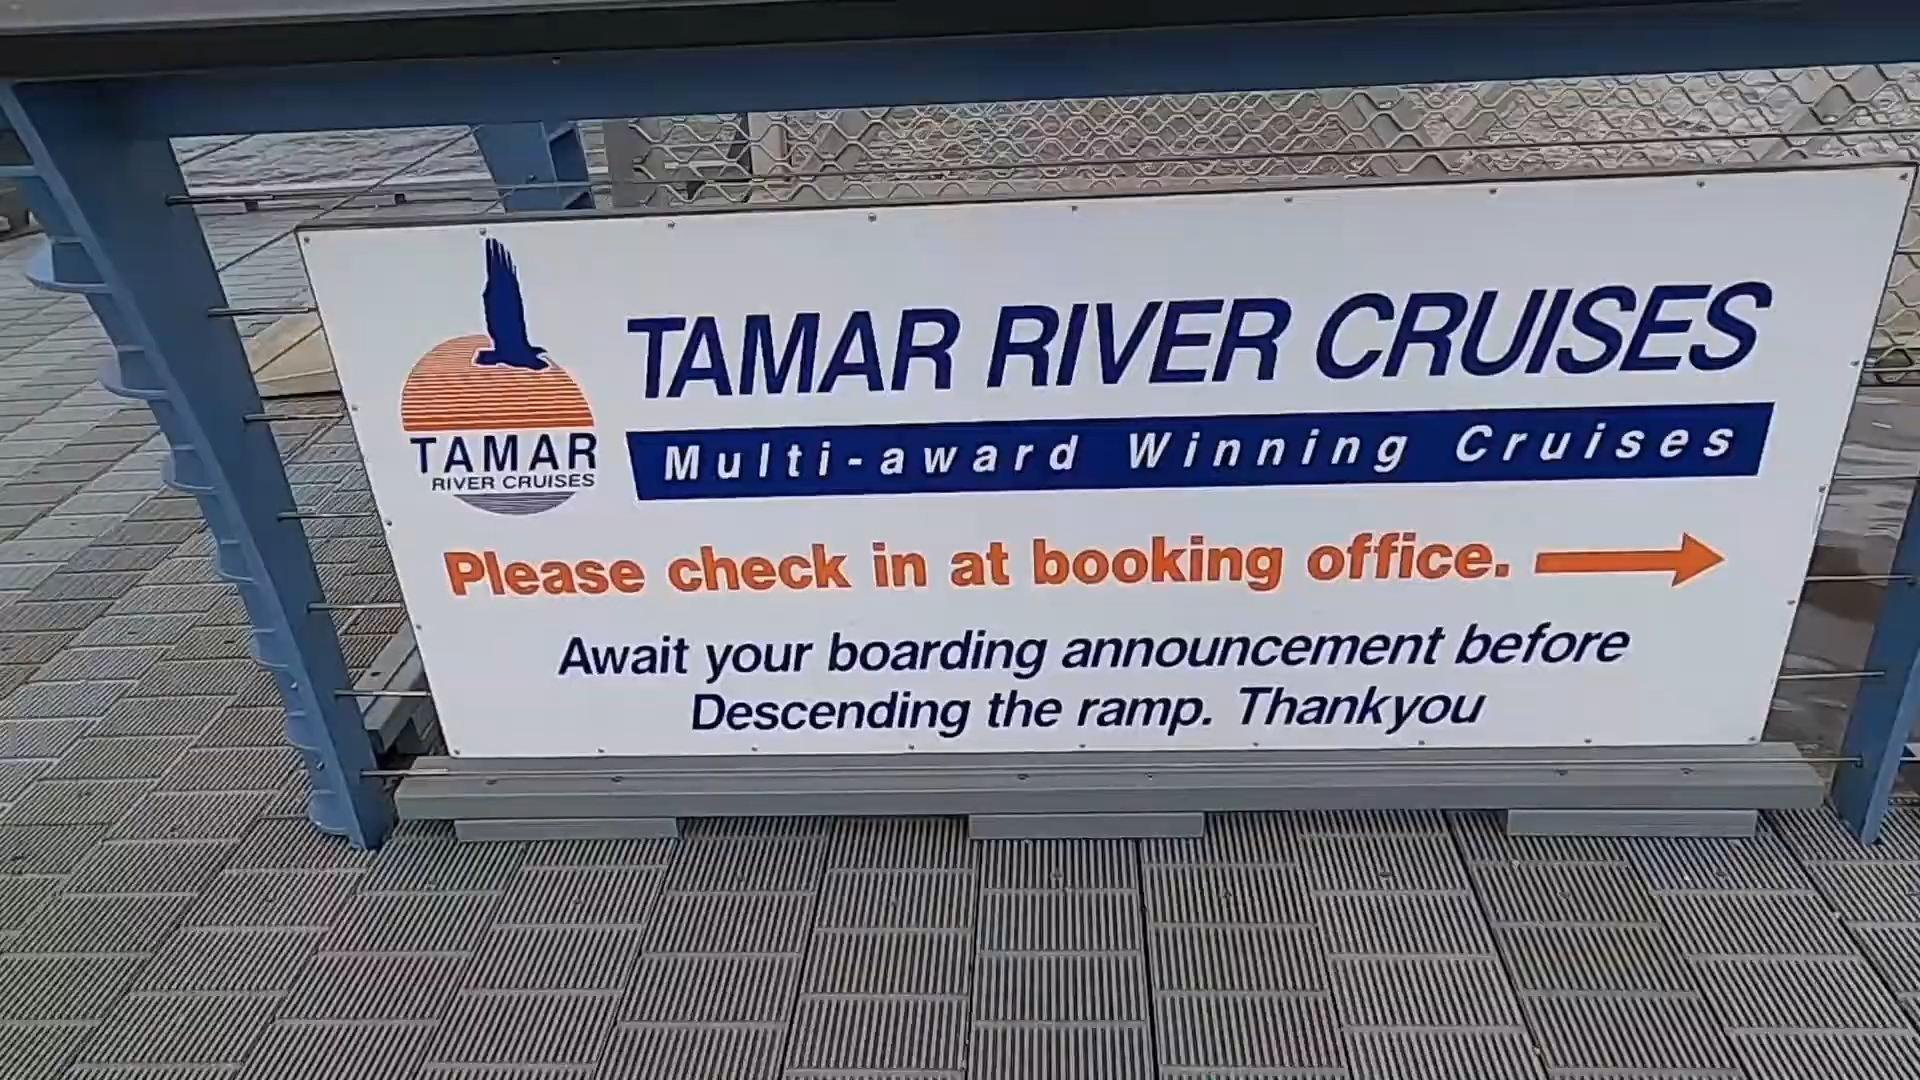 TAMAR RIVER CRUISES
TAMAR
RIVER CRUISES
Multi-award Winning Cruises
Please check in at booking office.
Await your boarding announcement before
Descending the ramp. Thankyou